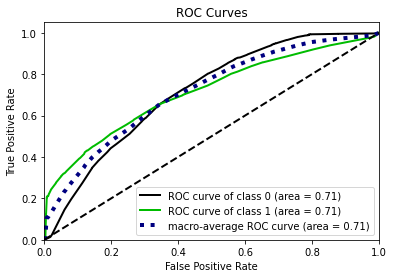 ROC Curves
True Positive Rate
1.0
0.8
0.6
0.4
0.2
0.0
ROC curve of class 0 (area = 0.71)
ROC curve of class 1 (area = 0.71)
macro-average ROC curve (area = 0.71)
0.0 0.2 0.4 0.6 0.8 1.0
False Positive Rate